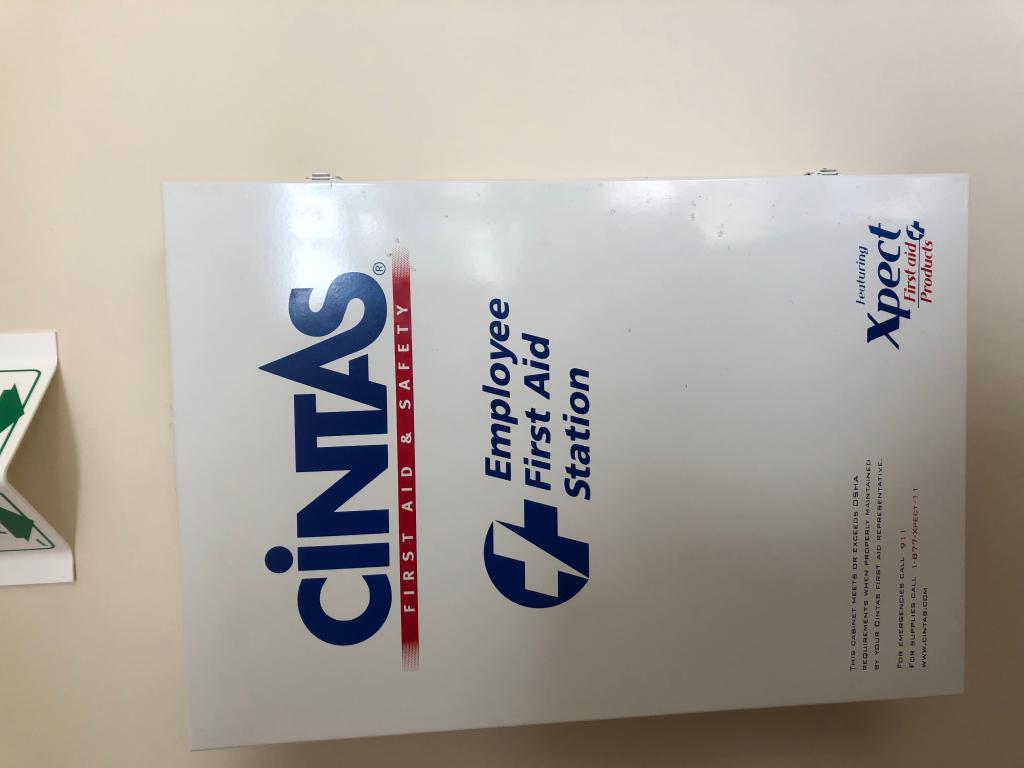 CINTAS®
FIRST AID & SAFETY
Employee
First Aid
Station
THIS CABINET MEETS OR EXCEEDS OSHA
REQUIREMENTS WHEN PROPERLY MAINTAINED
BY YOUR CINTAS FIRST AID REPRESENTATIVE.
FOR EMERGENCIES CALL 911
FOR SUPPLIES CALL 1-877-XPECT-11
WWW.CINTAS.COM
Featuring
Xpect
First aid
Products